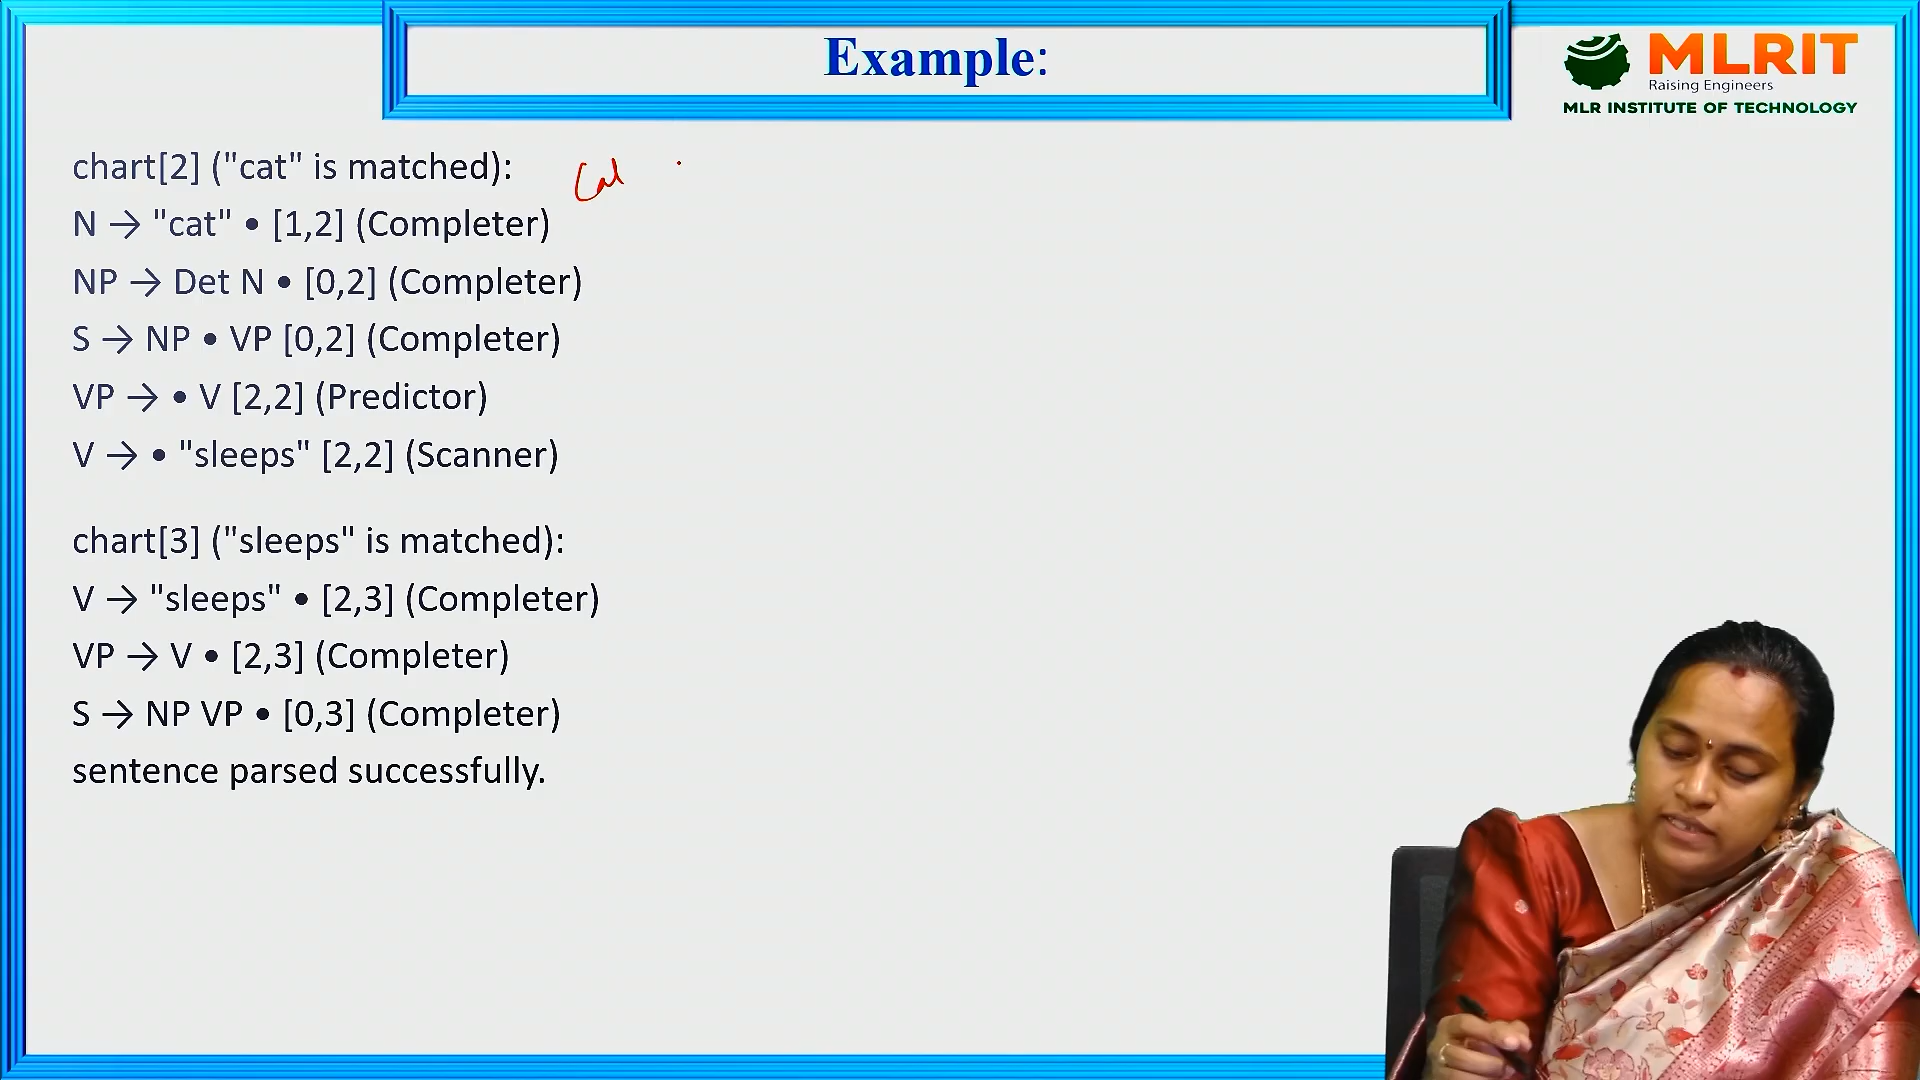 Example:
MLRIT
Raising Engineers
MLR INSTITUTE OF TECHNOLOGY
chart[2] ("cat" is matched):
Cat
N → "cat" • [1,2] (Completer)
NP → Det N • [0,2] (Completer)
S → NP • VP [0,2] (Completer)
VP → • V [2,2] (Predictor)
V → • "sleeps" [2,2] (Scanner)
chart[3] ("sleeps" is matched):
V → "sleeps" • [2,3] (Completer)
VP → V • [2,3] (Completer)
S → NP VP • [0,3] (Completer)
sentence parsed successfully.